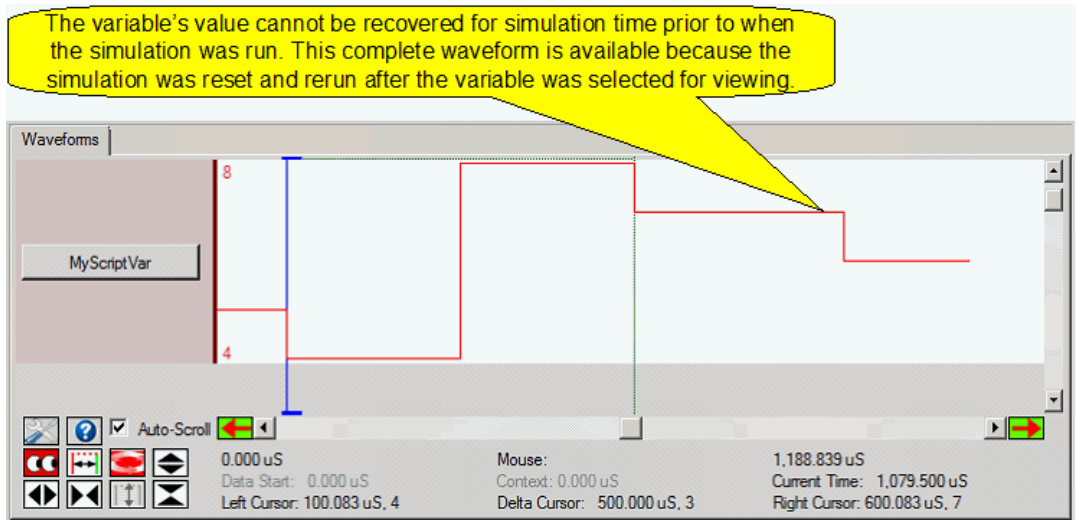 The variable's value cannot be recovered for simulation time prior to when
the simulation was run. This complete waveform is available because the
simulation was reset and rerun after the variable was selected for viewing.
Waveforms
8
MyScriptVar
4
Auto-Scroll
0.000 uS Mouse: 1,188.839 uS
Data Start: 0.000 uS Context: 0.000 uS Current Time: 1,079.500 uS
Left Cursor: 100.083 uS, 4 Delta Cursor: 500.000 uS, 3 Right Cursor: 600.083 uS, 7